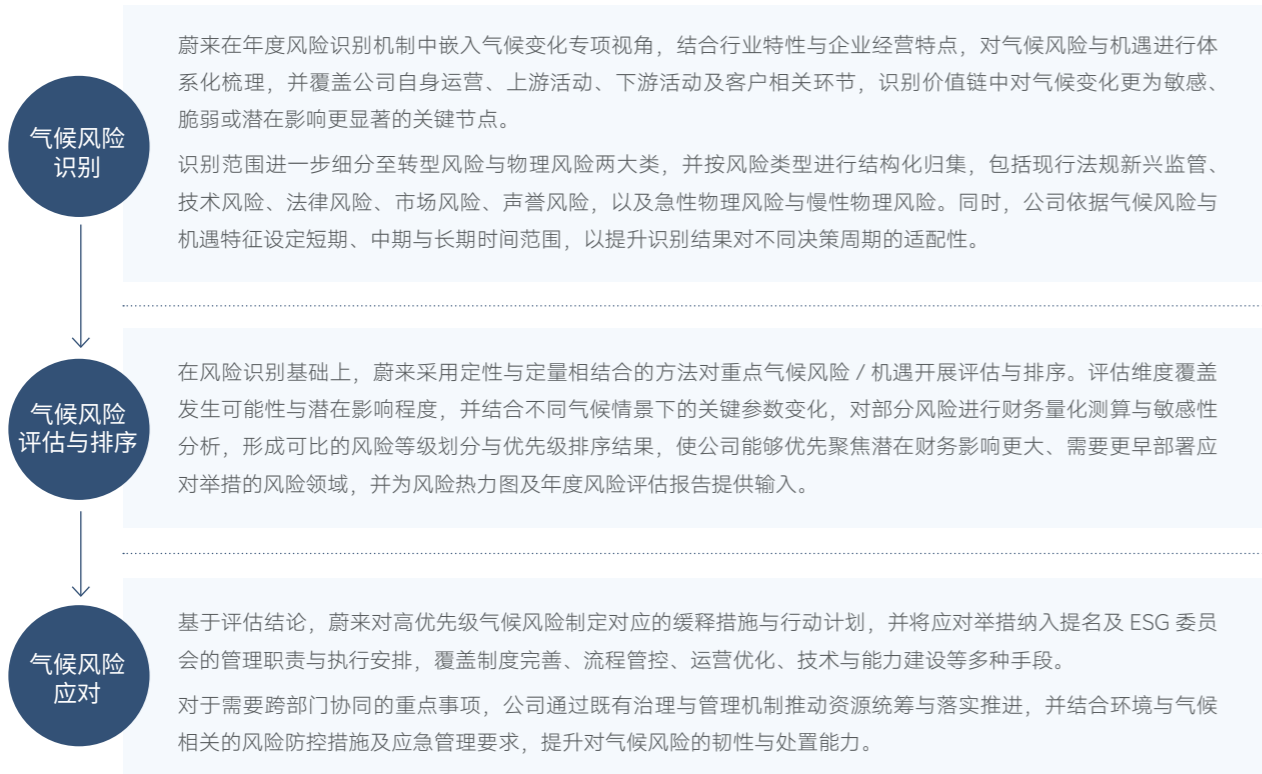 气候风险
识别
蔚来在年度风险识别机制中嵌入气候变化专项视角，结合行业特性与企业经营特点，对气候风险与机遇进行体
系化梳理，并覆盖公司自身运营、上游活动、下游活动及客户相关环节，识别价值链中对气候变化更为敏感、
脆弱或潜在影响更显著的关键节点。
识别范围进一步细分至转型风险与物理风险两大类，并按风险类型进行结构化归集，包括现行法规新兴监管、
技术风险、法律风险、市场风险、声誉风险，以及急性物理风险与慢性物理风险。同时，公司依据气候风险与
机遇特征设定短期、中期与长期时间范围，以提升识别结果对不同决策周期的适配性。
气候风险
评估与排序
在风险识别基础上，蔚来采用定性与定量相结合的方法对重点气候风险 / 机遇开展评估与排序。评估维度覆盖
发生可能性与潜在影响程度，并结合不同气候情景下的关键参数变化，对部分风险进行财务量化测算与敏感性
分析，形成可比的风险等级划分与优先级排序结果，使公司能够优先聚焦潜在财务影响更大、需要更早部署应
对举措的风险领域，并为风险热力图及年度风险评估报告提供输入。
气候风险
应对
基于评估结论，蔚来对高优先级气候风险制定对应的缓释措施与行动计划，并将应对举措纳入提名及 ESG 委员
会的管理职责与执行安排，覆盖制度完善、流程管控、运营优化、技术与能力建设等多种手段。
对于需要跨部门协同的重点事项，公司通过既有治理与管理机制推动资源统筹与落实推进，并结合环境与气候
相关的风险防控措施及应急管理要求，提升对气候风险的韧性与处置能力。